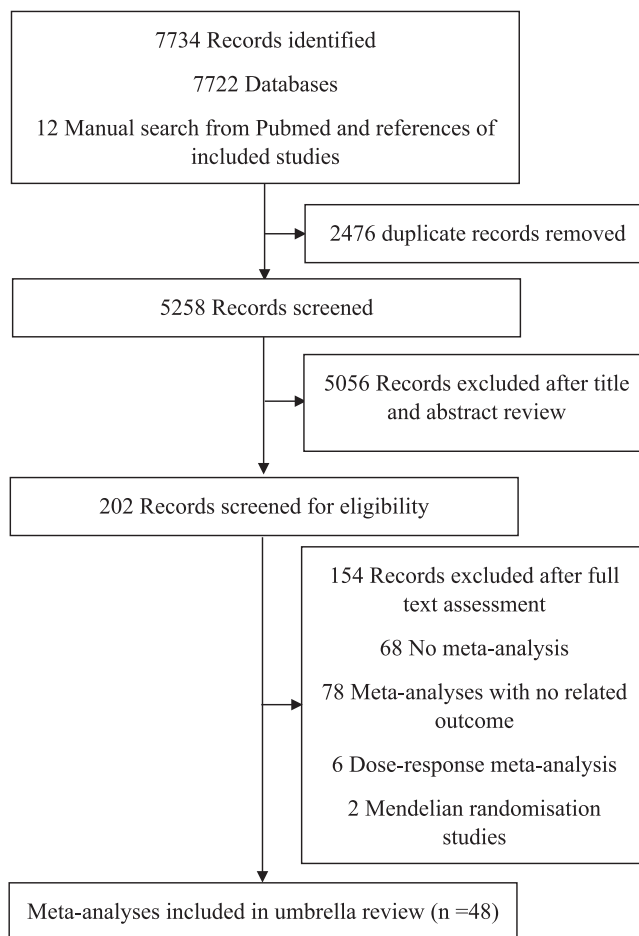 7734 Records identified
7722 Databases
12 Manual search from Pubmed and references of
included studies
2476 duplicate records removed
5258 Records screened
5056 Records excluded after title
and abstract review
202 Records screened for eligibility
154 Records excluded after full
text assessment
68 No meta-analysis
78 Meta-analyses with no related
outcome
6 Dose-response meta-analysis
2 Mendelian randomisation
studies
Meta-analyses included in umbrella review (n =48)